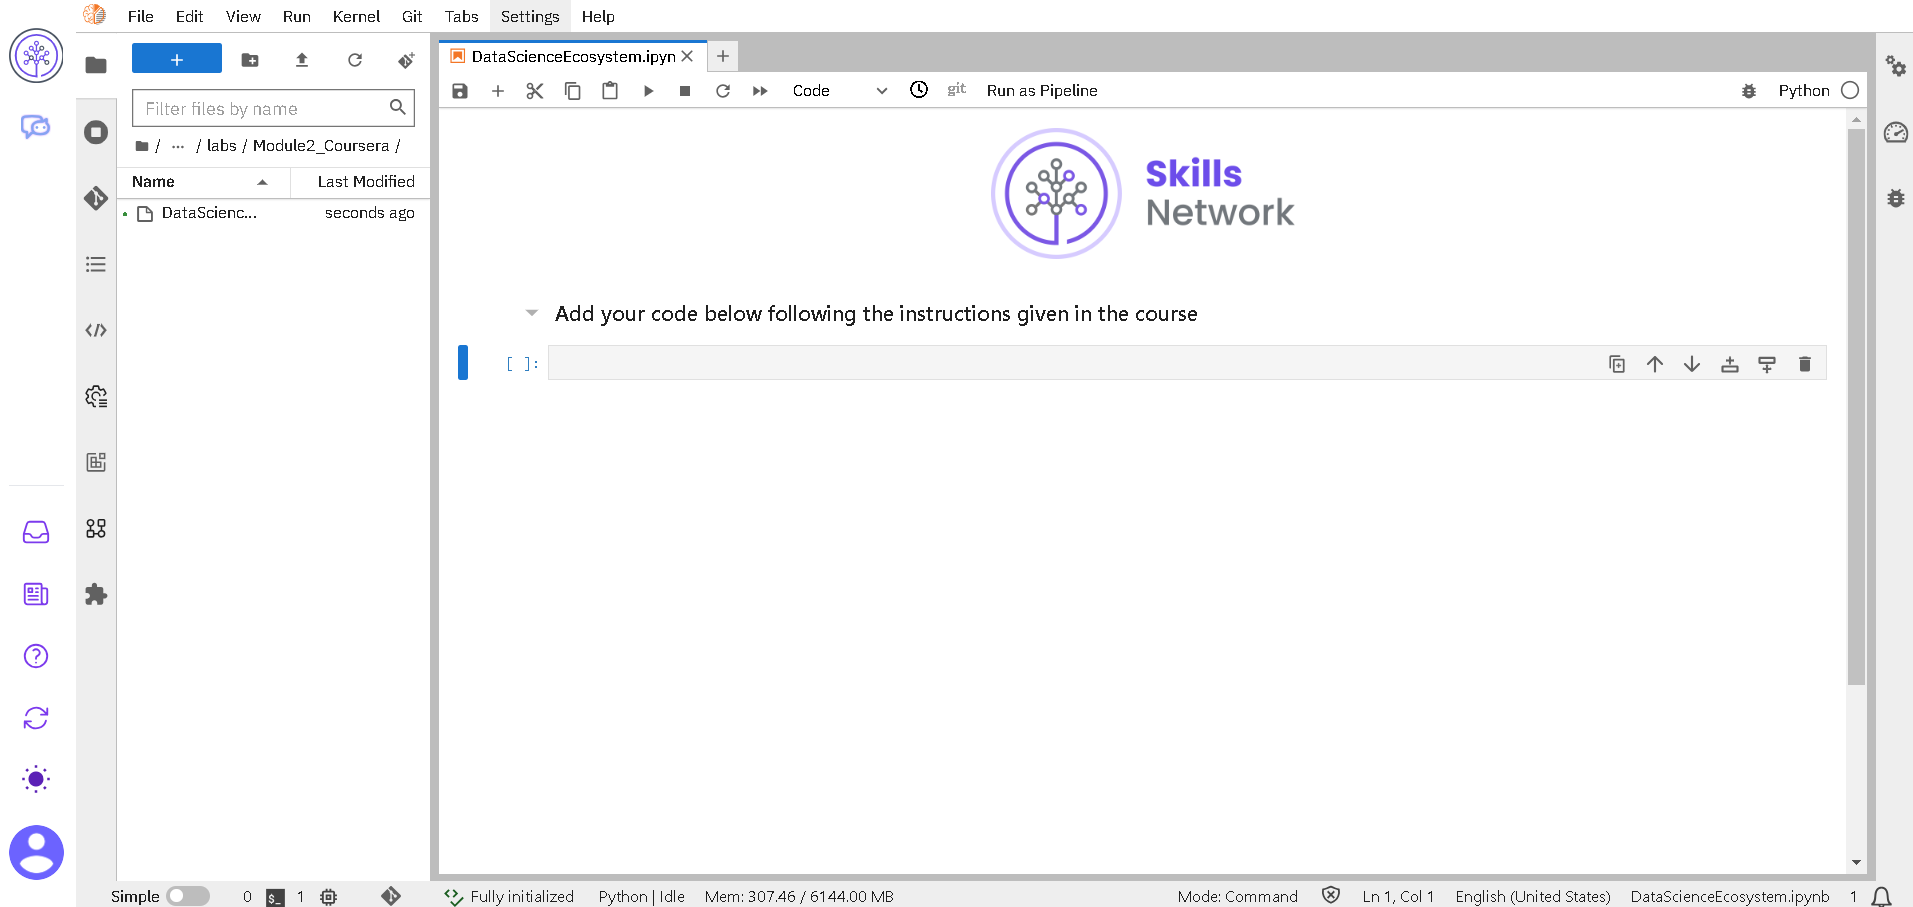 File Edit View Run Kernel Git Tabs Settings Help
+
Filter files by name
/ ... / labs / Module2_Coursera /
Name Last Modified
DataScienc... seconds ago
DataScienceEcosystem.ipyn
Code git Run as Pipeline Python
Skills
Network
Add your code below following the instructions given in the course
[ ]:
Simple 0 $_ 1 Fully initialized Python | Idle Mem: 307.46 / 6144.00 MB Mode: Command Ln 1, Col 1 English (United States) DataScienceEcosystem.ipynb 1